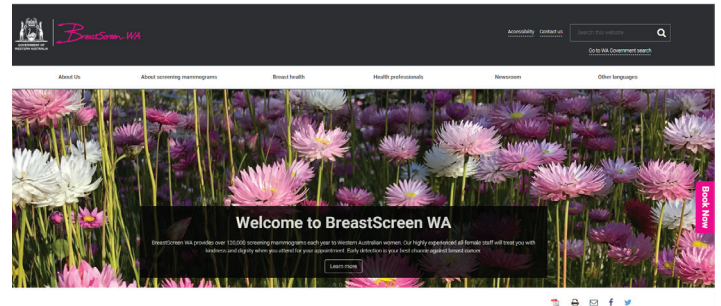 GOVERNMENT OF
WESTERN AUSTRALIA
BreastScreen WA
Accessibility Contact us
Search this website
Go to WA Government search
About Us About screening mammograms Breast health Health professionals Newsroom Other languages
Book Now
Welcome to BreastScreen WA
BreastScreen WA provides over 120,000 screening mammograms each year to Western Australian women. Our highly experienced all female staff will treat you with
kindness and dignity when you attend for your appointment. Early detection is your best chance against breast cancer.
Learn more